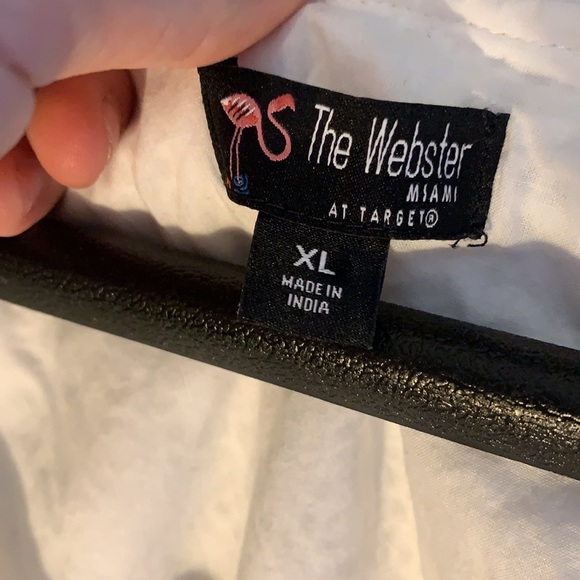 The Webster
MIAMI
AT TARGET®
XL
MADE IN
INDIA